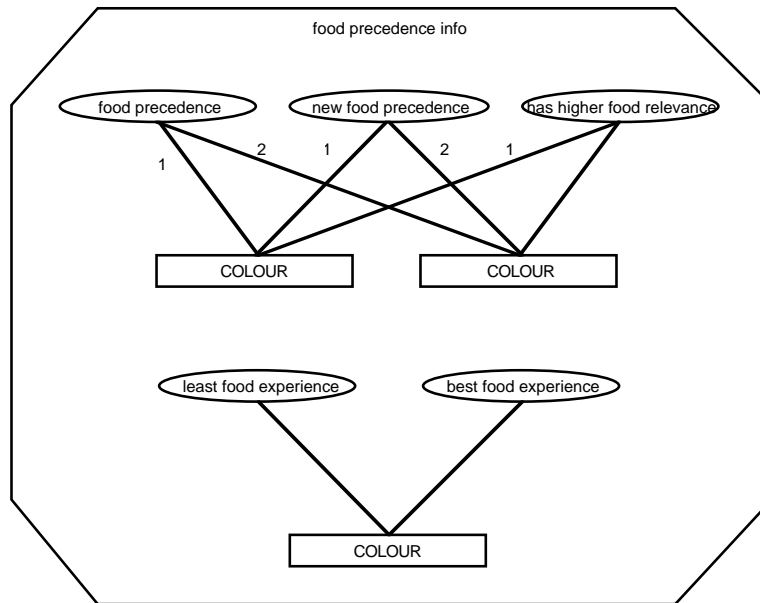 food precedence info
food precedence
new food precedence
has higher food relevance
1
2
1
2
1
COLOUR
COLOUR
least food experience
best food experience
COLOUR